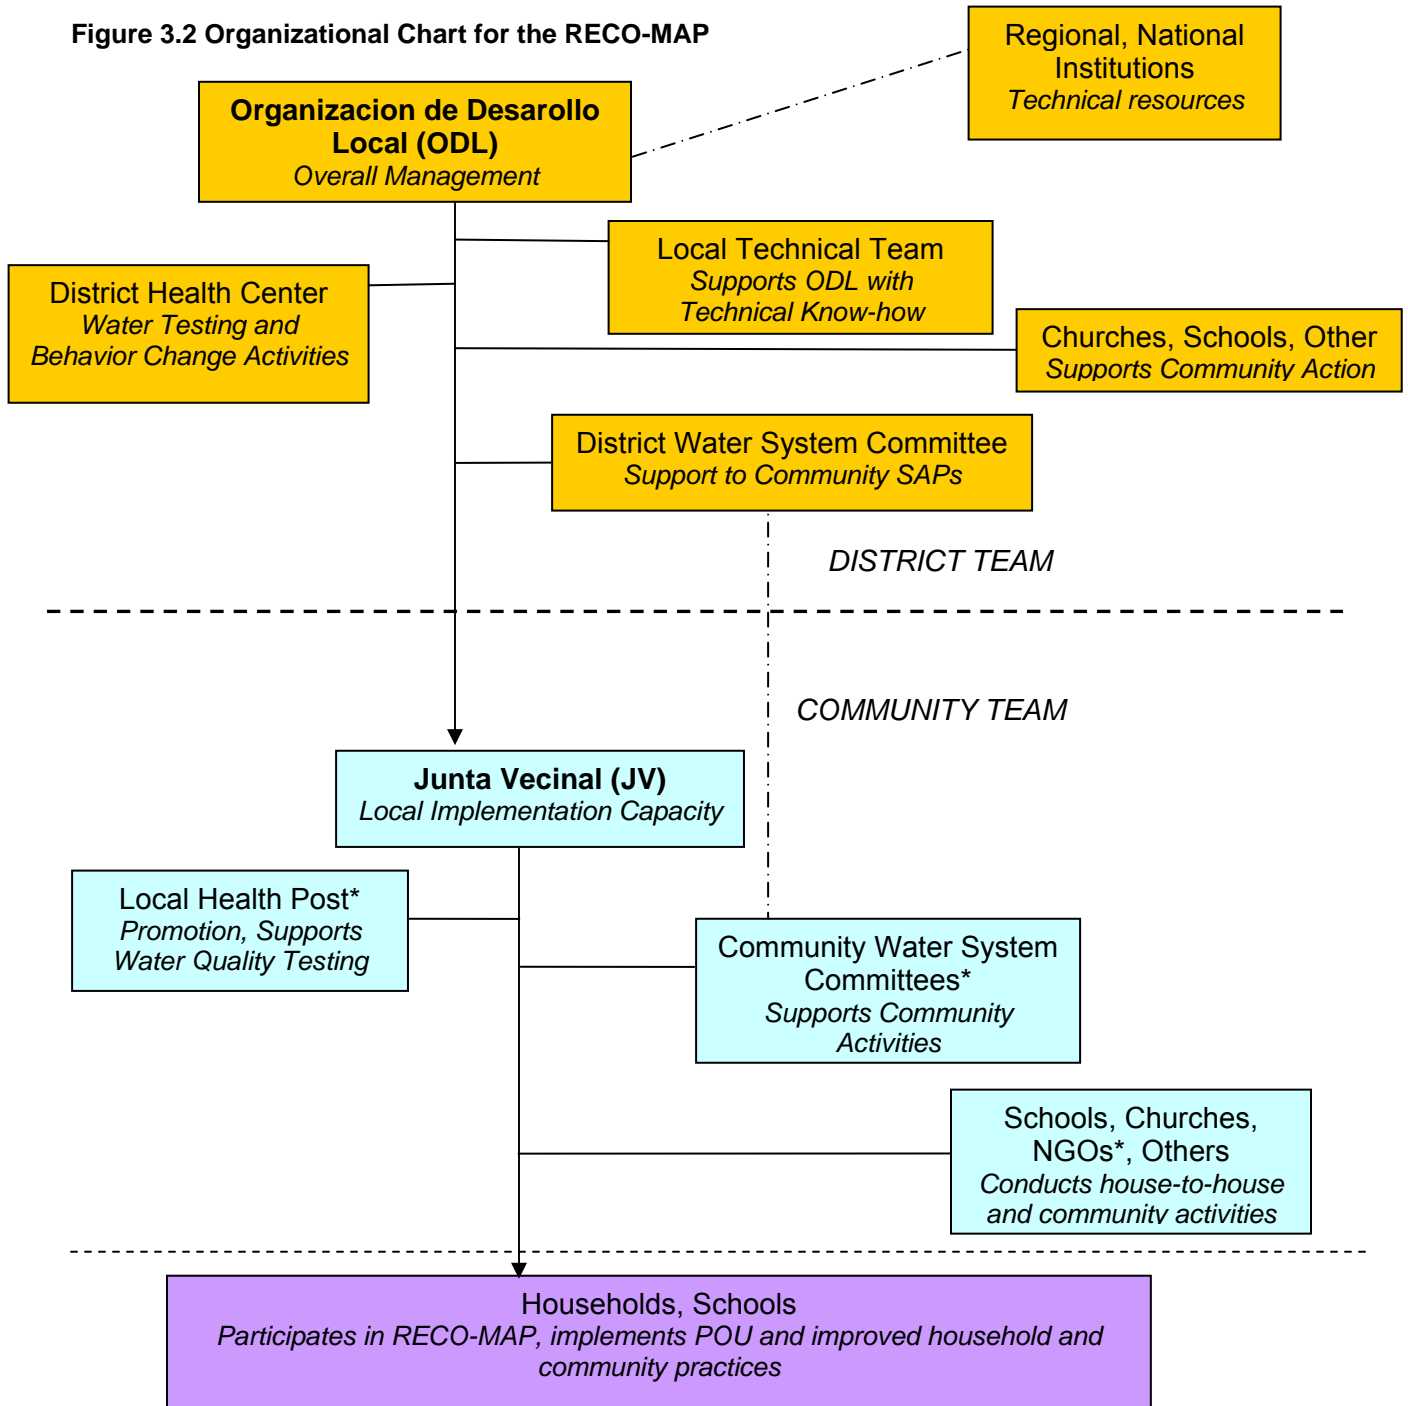 Figure 3.2 Organizational Chart for the RECO-MAP
Regional, National
Institutions
Technical resources
Organizacion de Desarollo
Local (ODL)
Overall Management
Local Technical Team
Supports ODL with
Technical Know-how
District Health Center
Water Testing and
Behavior Change Activities
Churches, Schools, Other
Supports Community Action
District Water System Committee
Support to Community SAPs
DISTRICT TEAM
COMMUNITY TEAM
Junta Vecinal (JV)
Local Implementation Capacity
Local Health Post*
Promotion, Supports
Water Quality Testing
Community Water System
Committees*
Supports Community
Activities
Schools, Churches,
NGOs*, Others
Conducts house-to-house
and community activities
Households, Schools
Participates in RECO-MAP, implements POU and improved household and
community practices